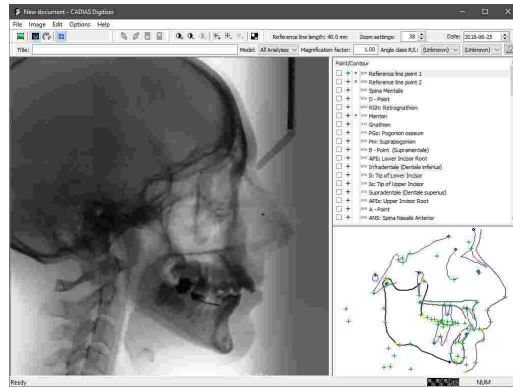 New document - CADIAS Digitizer
File Image Edit Options Help
Reference line length: 40.0 mm Zoom settings: 38 Date: 2018-06-25
Title: Model: All Analyses Magnification factor: 1.00 Angle class R/L: (Unknown) (Unknown)
Point/Contour
Reference line point 1
Reference line point 2
Spina Mentalis
D - Point
RGN: Retrognathion
Menton
Gnathion
PGo: Pogonion osseum
Pm: Suprapogonion
B - Point (Supramentale)
APIi: Lower Incisor Root
Infradentale (Dentale inferius)
Ii: Tip of Lower Incisor
Is: Tip of Upper Incisor
Supradentale (Dentale superius)
APIs: Upper Incisor Root
A - Point
ANS: Spina Nasalis Anterior
Ready NUM